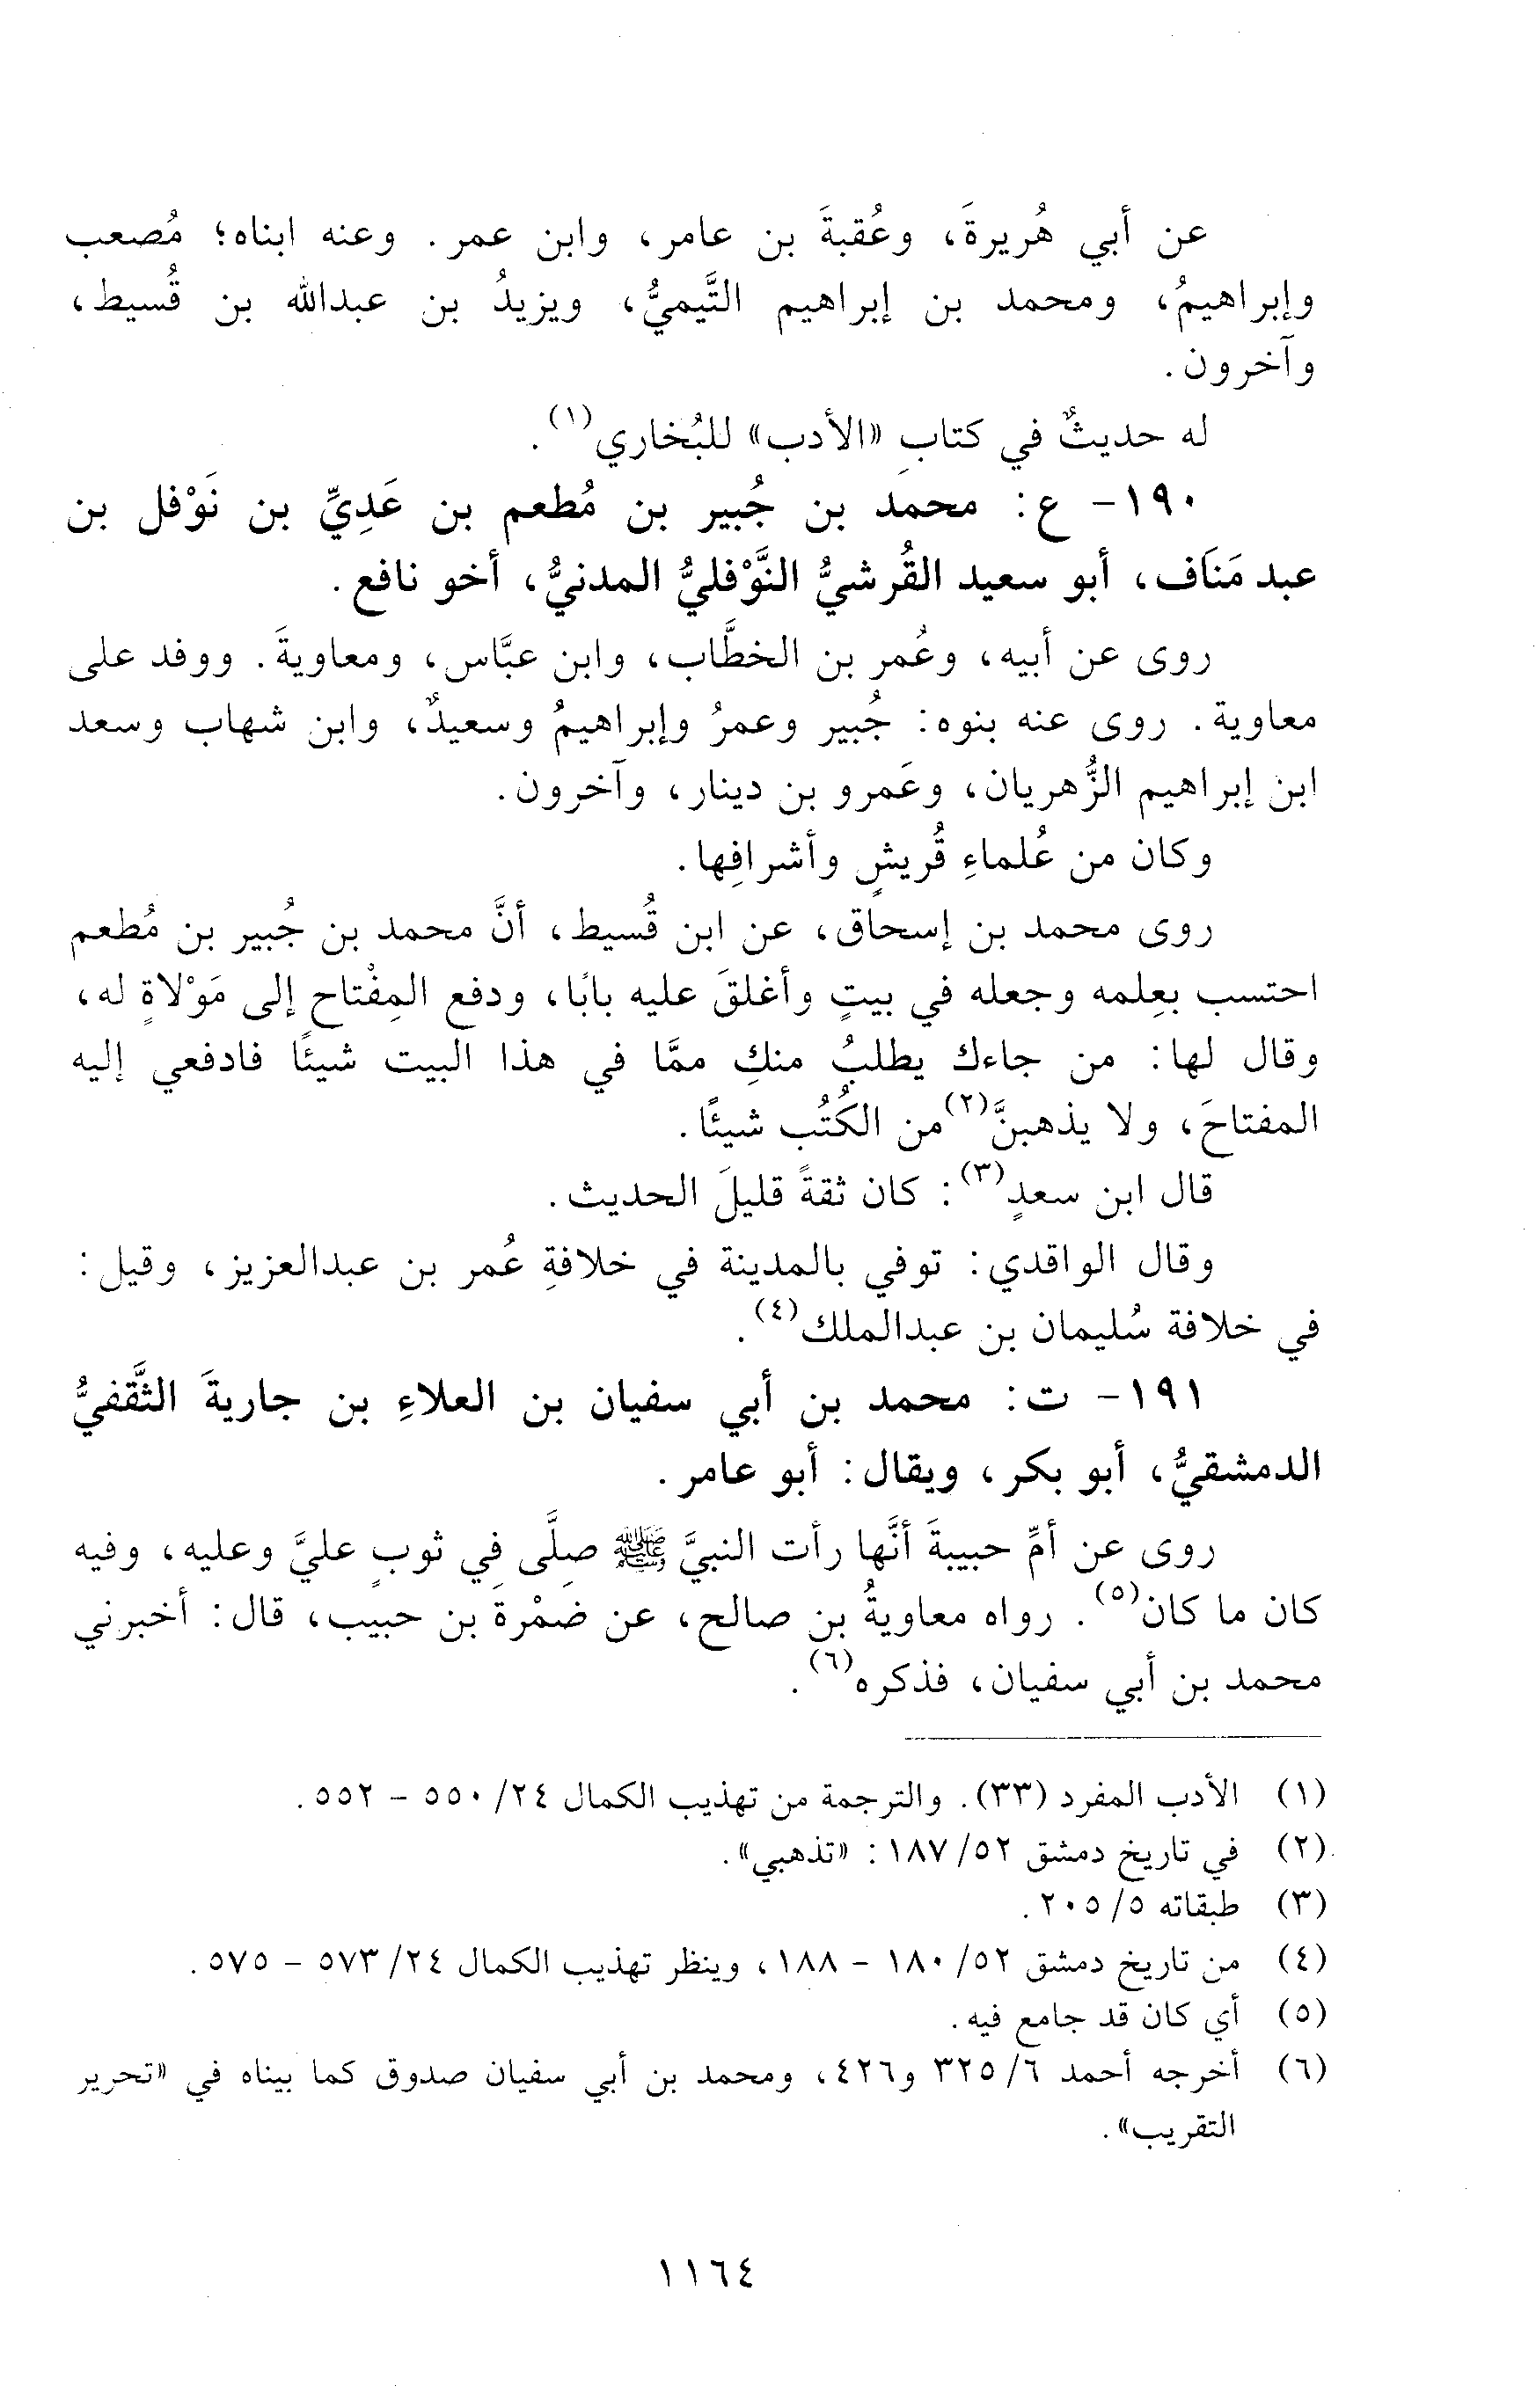 عن أبي هُريرةَ، وعُقبةَ بن عامر، وابن عمر. وعنه ابناه؛ مُصعب
وإبراهيمُ، ومحمد بن إبراهيم التَّيميُّ، ويزيدُ بن عبدالله بن قُسيط،
وآخرون.
له حديثٌ في كتابِ «الأدب» للبُخاري(١).
١٩٠- ع: محمد بن جُبير بن مُطعم بن عَدِيِّ بن نَوْفل بن
عبد مَنَاف، أبو سعيد القُرشيُّ النَّوْفليُّ المدنيُّ، أخو نافع.
روى عن أبيه، وعُمر بن الخطَّاب، وابن عبَّاس، ومعاويةَ. ووفد على
معاوية. روى عنه بنوه: جُبير وعمرُ وإبراهيمُ وسعيدٌ، وابن شهاب وسعد
ابن إبراهيم الزُّهريان، وعَمرو بن دينار، وآخرون.
وكان من عُلماءِ قُريشٍ وأشرافِها.
روى محمد بن إسحاق، عن ابن قُسيط، أنَّ محمد بن جُبير بن مُطعم
احتسب بعِلمه وجعله في بيتٍ وأغلقَ عليه بابًا، ودفع المِفْتاح إلى مَوْلاةٍ له،
وقال لها: من جاءك يطلبُ منكِ ممَّا في هذا البيت شيئًا فادفعي إليه
المفتاحَ، ولا يذهبنَّ(٢) من الكُتُب شيئًا.
قال ابن سعدٍ(٣): كان ثقةً قليلَ الحديث.
وقال الواقدي: توفي بالمدينة في خلافةِ عُمر بن عبدالعزيز، وقيل:
في خلافة سُليمان بن عبدالملك(٤).
١٩١- ت: محمد بن أبي سفيان بن العلاءِ بن جاريةَ الثَّقفيُّ
الدمشقيُّ، أبو بكر، ويقال: أبو عامر.
روى عن أمِّ حبيبةَ أنَّها رأت النبيَّ ﷺ صلَّى في ثوبٍ عليَّ وعليه، وفيه
كان ما كان(٥). رواه معاويةُ بن صالح، عن ضَمْرةَ بن حبيب، قال: أخبرني
محمد بن أبي سفيان، فذكره(٦).
(١) الأدب المفرد (٣٣). والترجمة من تهذيب الكمال ٢٤/ ٥٥٠ - ٥٥٢.
(٢) في تاريخ دمشق ٥٢/ ١٨٧: «تذهبي».
(٣) طبقاته ٥/ ٢٠٥.
(٤) من تاريخ دمشق ٥٢/ ١٨٠ - ١٨٨، وينظر تهذيب الكمال ٢٤/ ٥٧٣ - ٥٧٥.
(٥) أي كان قد جامع فيه.
(٦) أخرجه أحمد ٦/ ٣٢٥ و٤٢٦، ومحمد بن أبي سفيان صدوق كما بيناه في «تحرير
التقريب».
١١٦٤